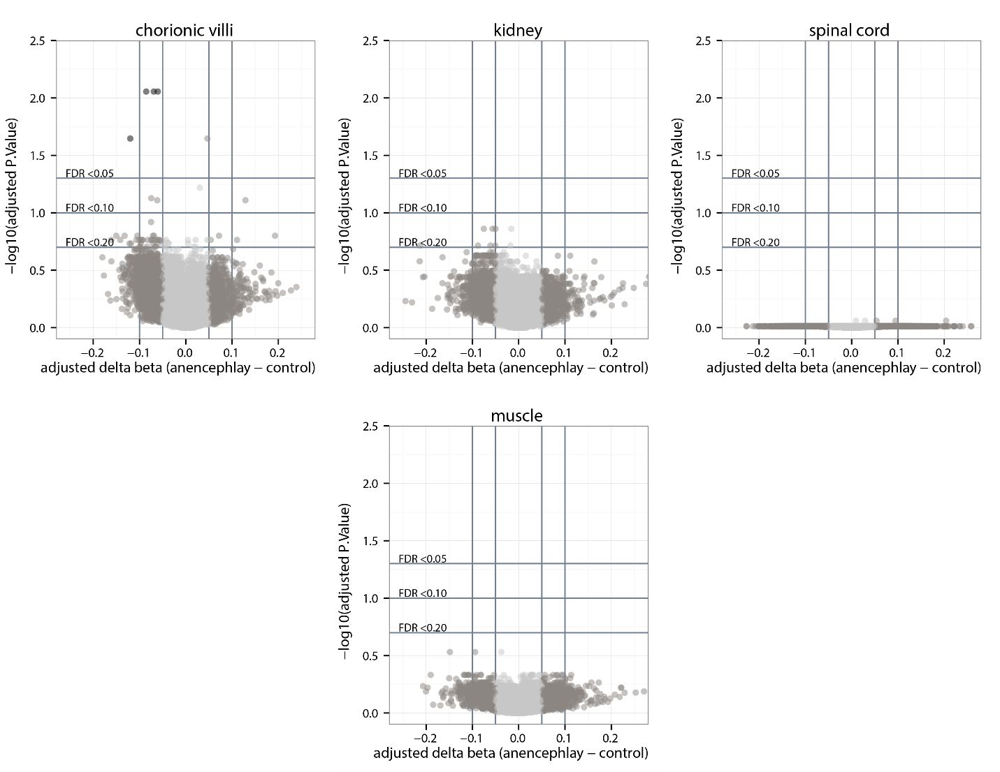 chorionic villi
2.5
2.0
1.5
1.0
0.5
0.0
FDR <0.05
FDR <0.10
FDR <0.20
−0.2 −0.1 0.0 0.1 0.2
adjusted delta beta (anencephlay − control)
−log10(adjusted P.Value)
kidney
2.5
2.0
1.5
1.0
0.5
0.0
FDR <0.05
FDR <0.10
FDR <0.20
−0.2 −0.1 0.0 0.1 0.2
adjusted delta beta (anencephlay − control)
−log10(adjusted P.Value)
spinal cord
2.5
2.0
1.5
1.0
0.5
0.0
FDR <0.05
FDR <0.10
FDR <0.20
−0.2 −0.1 0.0 0.1 0.2
adjusted delta beta (anencephlay − control)
−log10(adjusted P.Value)
muscle
2.5
2.0
1.5
1.0
0.5
0.0
FDR <0.05
FDR <0.10
FDR <0.20
−0.2 −0.1 0.0 0.1 0.2
adjusted delta beta (anencephlay − control)
−log10(adjusted P.Value)